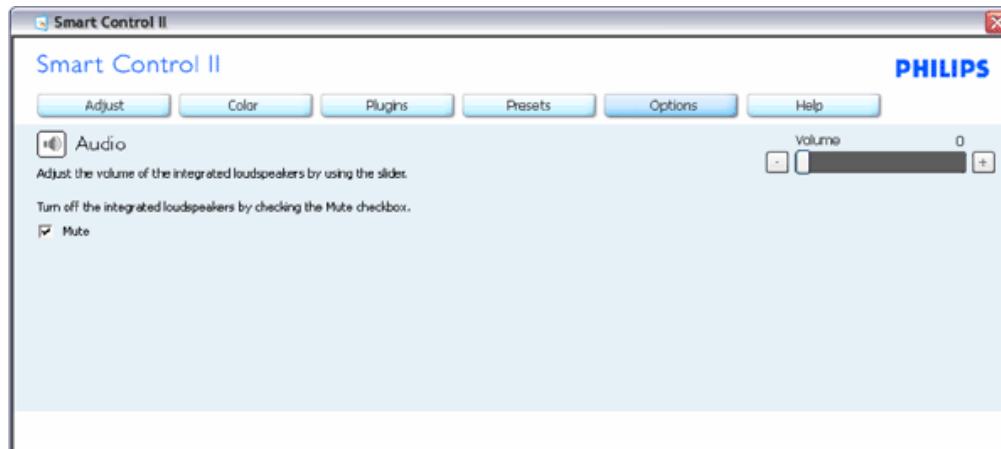 Smart Control II
Smart Control II
PHILIPS
Adjust Color Plugins Presets Options Help
Audio
Volume 0
- +
Adjust the volume of the integrated loudspeakers by using the slider.
Turn off the integrated loudspeakers by checking the Mute checkbox.
Mute